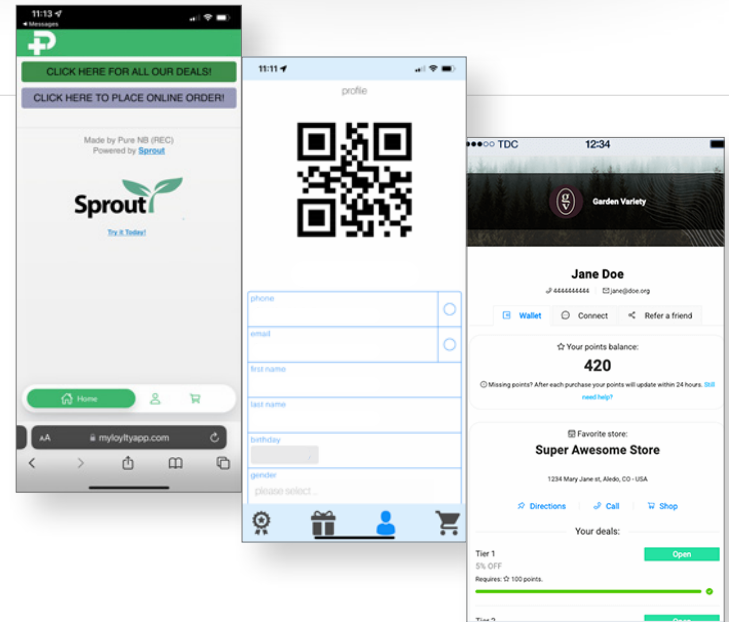 11:13
Messages
CLICK HERE FOR ALL OUR DEALS!
CLICK HERE TO PLACE ONLINE ORDER!
Made by Pure NB (REC)
Powered by Sprout
Sprout
Try it Today!
Home
AA
myloyltyapp.com
11:11
profile
phone
email
first name
last name
birthday
gender
please select...
TDC
12:34
gv
Garden Variety
Jane Doe
4444444444 jane@doe.org
Wallet Connect Refer a friend
Your points balance:
420
Missing points? After each purchase your points will update within 24 hours. Still
need help?
Favorite store:
Super Awesome Store
1234 Mary Jane st, Aledo, CO - USA
Directions Call Shop
Your deals:
Tier 1
Open
5% OFF
Requires: 100 points.
Tier 2
Open